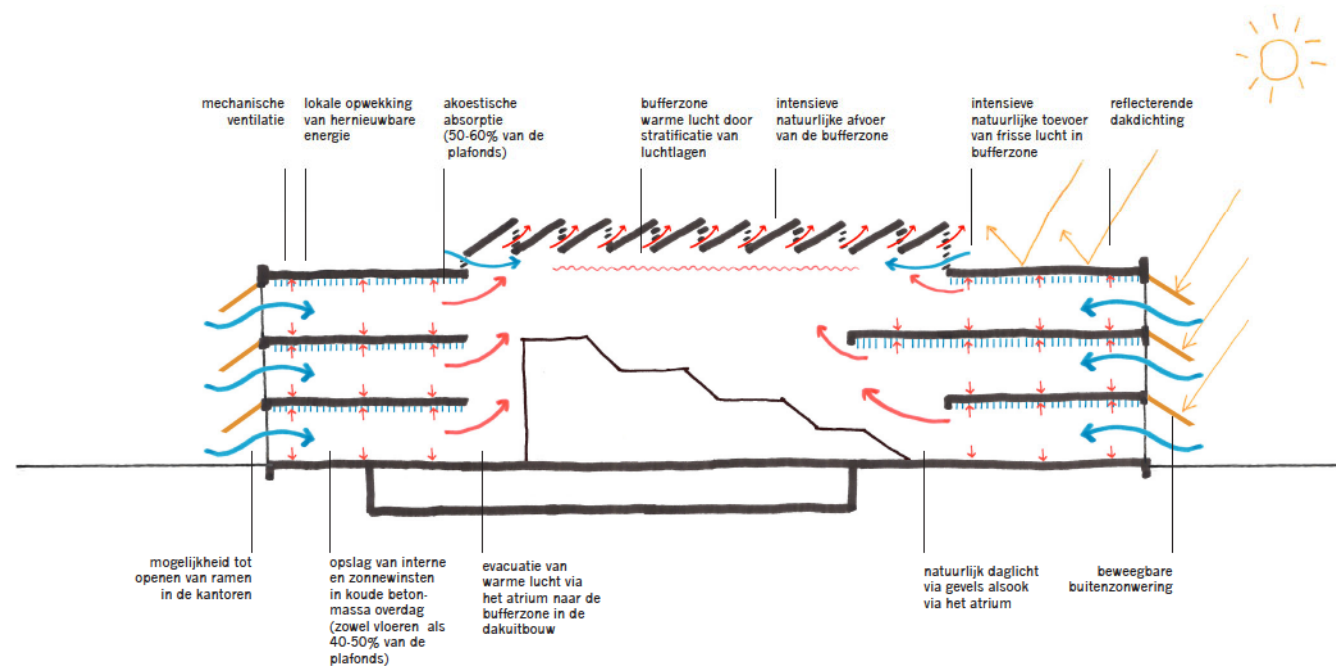 mechanische
ventilatie
lokale opwekking
van hernieuwbare
energie
akoestische
absorptie
(50-60% van de
plafonds)
bufferzone
warme lucht door
stratificatie van
luchtlagen
intensieve
natuurlijke afvoer
van de bufferzone
intensieve
natuurlijke toevoer
van frisse lucht in
bufferzone
reflecterende
dakdichting
mogelijkheid tot
openen van ramen
in de kantoren
opslag van interne
en zonnewinsten
in koude beton-
massa overdag
(zowel vloeren als
40-50% van de
plafonds)
evacuatie van
warme lucht via
het atrium naar de
bufferzone in de
dakuitbouw
natuurlijk daglicht
via gevels alsook
via het atrium
beweegbare
buitenzonwering